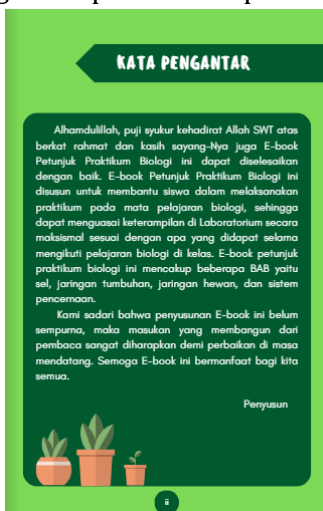 KATA PENGANTAR
Alhamdulillah, puji syukur kehadirat Allah SWT atas
berkat rahmat dan kasih sayang-Nya juga E-book
Petunjuk Praktikum Biologi ini dapat diselesaikan
dengan baik. E-book Petunjuk Praktikum Biologi ini
disusun untuk membantu siswa dalam melaksanakan
praktikum pada mata pelajaran biologi, sehingga
dapat menguasai keterampilan di Laboratorium secara
maksismal sesuai dengan apa yang didapat selama
mengikuti pelajaran biologi di kelas. E-book petunjuk
praktikum biologi ini mencakup beberapa BAB yaitu
sel, jaringan tumbuhan, jaringan hewan, dan sistem
pencernaan.
Kami sadari bahwa penyusunan E-book ini belum
sempurna, maka masukan yang membangun dari
pembaca sangat diharapkan demi perbaikan di masa
mendatang. Semoga E-book ini bermanfaat bagi kita
semua.
Penyusun
ii